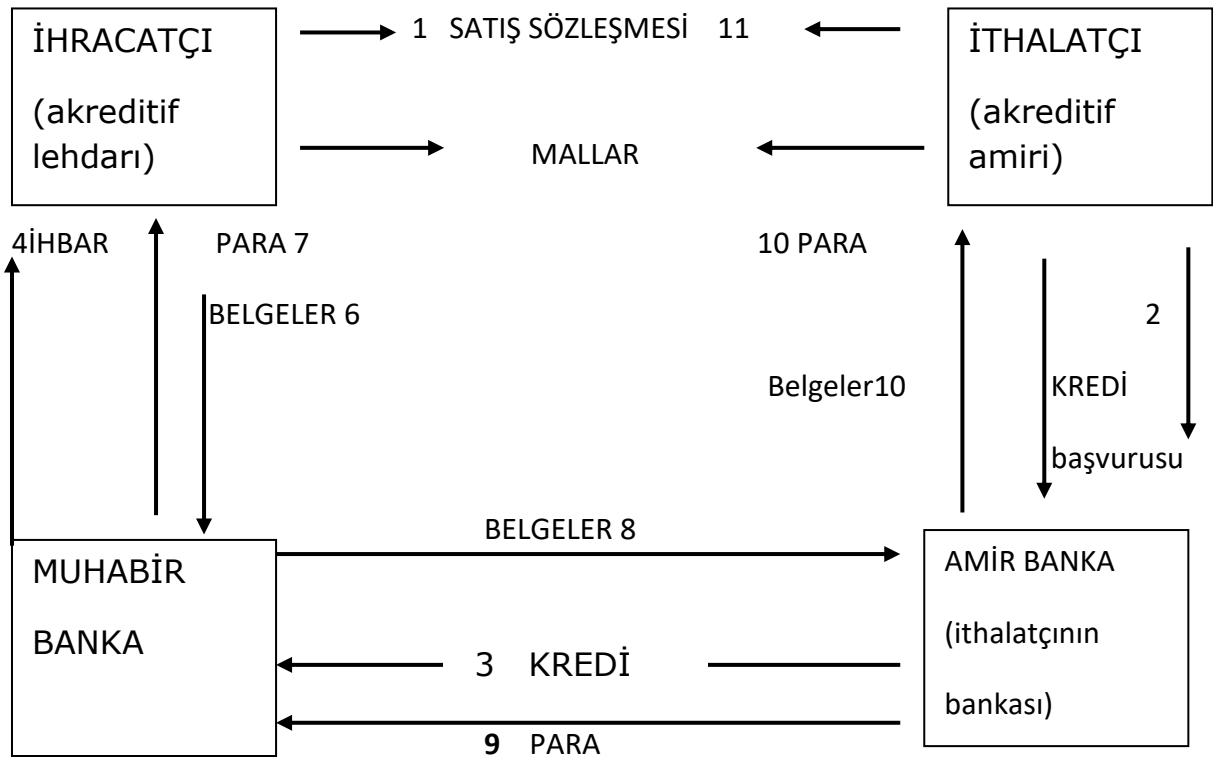 İHRACATÇI
(akreditif
lehdarı)
1 SATIŞ SÖZLEŞMESİ 11
MALLAR
İTHALATÇI
(akreditif
amiri)
4İHBAR
PARA 7
BELGELER 6
10 PARA
2
Belgeler10
KREDİ
başvurusu
BELGELER 8
MUHABİR
BANKA
3 KREDİ
9 PARA
AMİR BANKA
(ithalatçının
bankası)